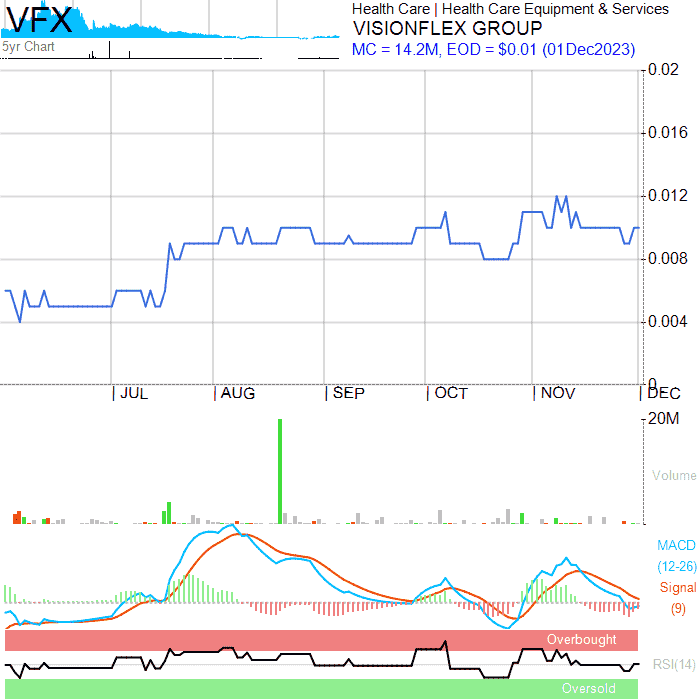 VFX
5yr Chart
Health Care | Health Care Equipment & Services
VISIONFLEX GROUP
MC = 14.2M, EOD = $0.01 (01Dec2023)
0.02
0.016
0.012
0.008
0.004
0
JUL AUG SEP OCT NOV DEC
20M
Volume
MACD
(12-26)
Signal
(9)
Overbought
RSI(14)
Oversold